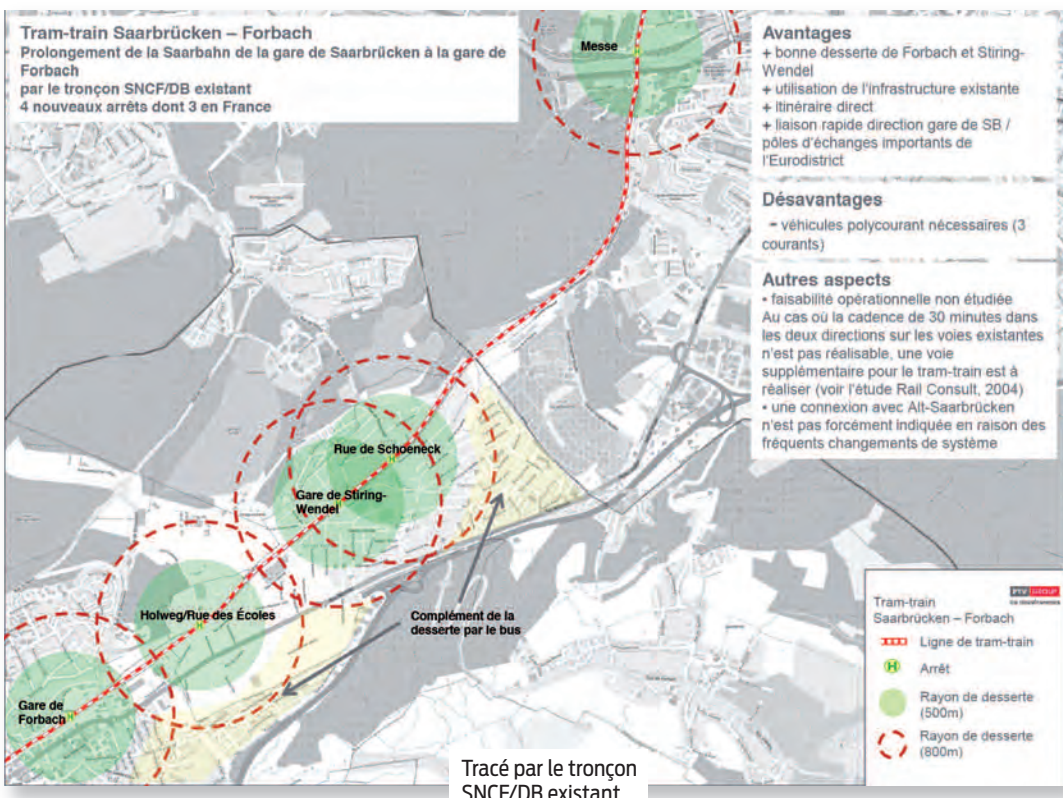 Tram-train Saarbrücken – Forbach
Prolongement de la Saarbahn de la gare de Saarbrücken à la gare de
Forbach
par le tronçon SNCF/DB existant
4 nouveaux arrêts dont 3 en France
Messe
Avantages
+ bonne desserte de Forbach et Stiring-
Wendel
+ utilisation de l'infrastructure existante
+ itinéraire direct
+ liaison rapide direction gare de SB /
pôles d'échanges importants de
l'Eurodistrict
Désavantages
- véhicules polycourant nécessaires (3
courants)
Autres aspects
• faisabilité opérationnelle non étudiée
Au cas où la cadence de 30 minutes dans
les deux directions sur les voies existantes
n'est pas réalisable, une voie
supplémentaire pour le tram-train est à
réaliser (voir l'étude Rail Consult, 2004)
• une connexion avec Alt-Saarbrücken
n'est pas forcément indiquée en raison des
fréquents changements de système
Rue de Schoeneck
Gare de Stiring-
Wendel
Holweg/Rue des Écoles
Complément de la
desserte par le bus
Gare de
Forbach
PTV GROUP
Tram-train
Saarbrücken – Forbach
Ligne de tram-train
H Arrêt
Rayon de desserte
(500m)
Rayon de desserte
(800m)
Tracé par le tronçon
SNCF/DB existant